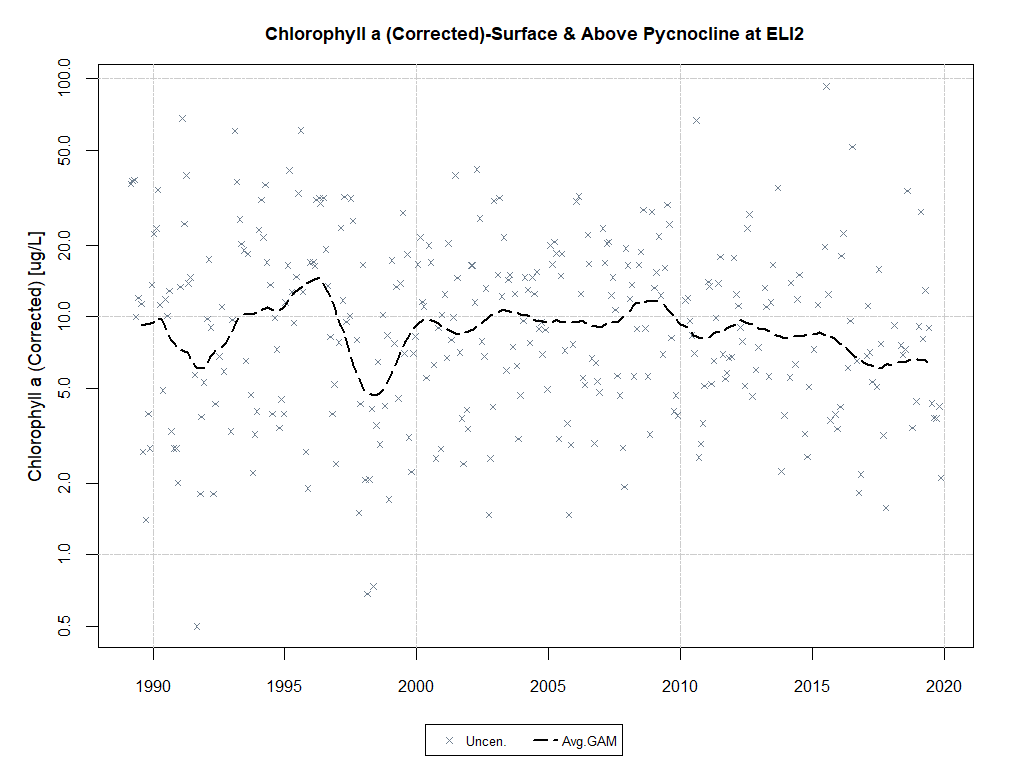 Chlorophyll a (Corrected)-Surface & Above Pycnocline at ELI2
Chlorophyll a (Corrected) [ug/L]
100.0
50.0
20.0
10.0
5.0
2.0
1.0
0.5
1990 1995 2000 2005 2010 2015 2020
Uncen. Avg.GAM